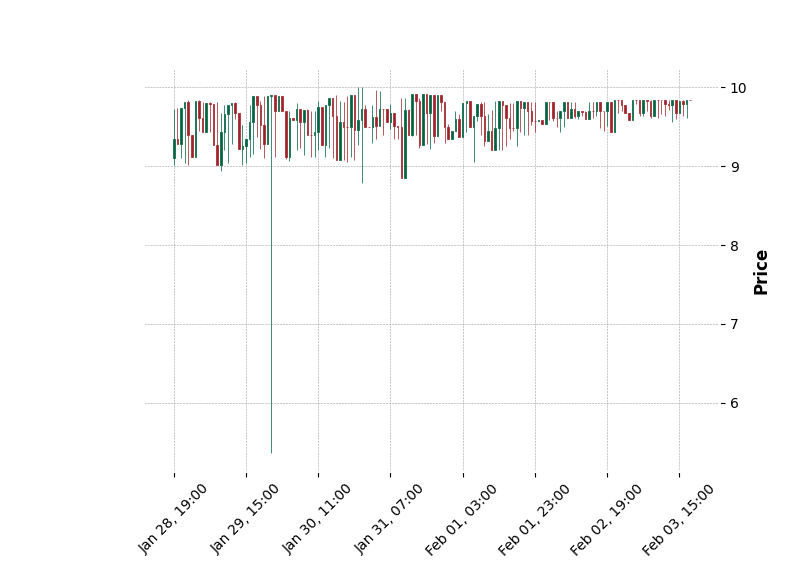 10
9
8
7
6
Price
Jan 28, 19:00
Jan 29, 15:00
Jan 30, 11:00
Jan 31, 07:00
Feb 01, 03:00
Feb 01, 23:00
Feb 02, 19:00
Feb 03, 15:00